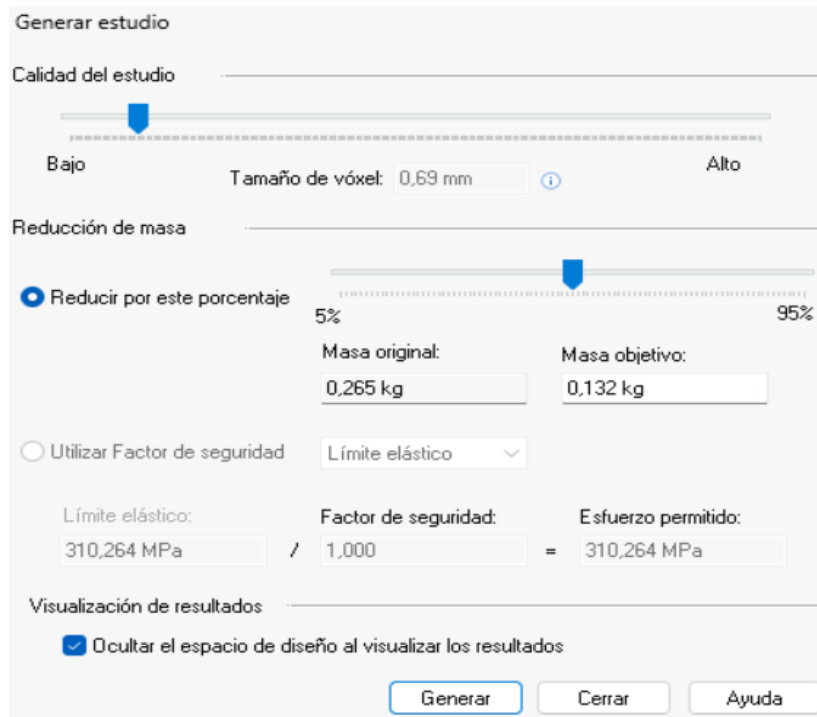 Generar estudio
Calidad del estudio
Bajo
Alto
Tamaño de vóxel: 0,69 mm
Reducción de masa
Reducir por este porcentaje
5%
95%
Masa original:
Masa objetivo:
0,265 kg
0,132 kg
Utilizar Factor de seguridad
Límite elástico
Límite elástico:
Factor de seguridad:
Esfuerzo permitido:
310,264 MPa / 1,000 = 310,264 MPa
Visualización de resultados
Ocultar el espacio de diseño al visualizar los resultados
Generar
Cerrar
Ayuda